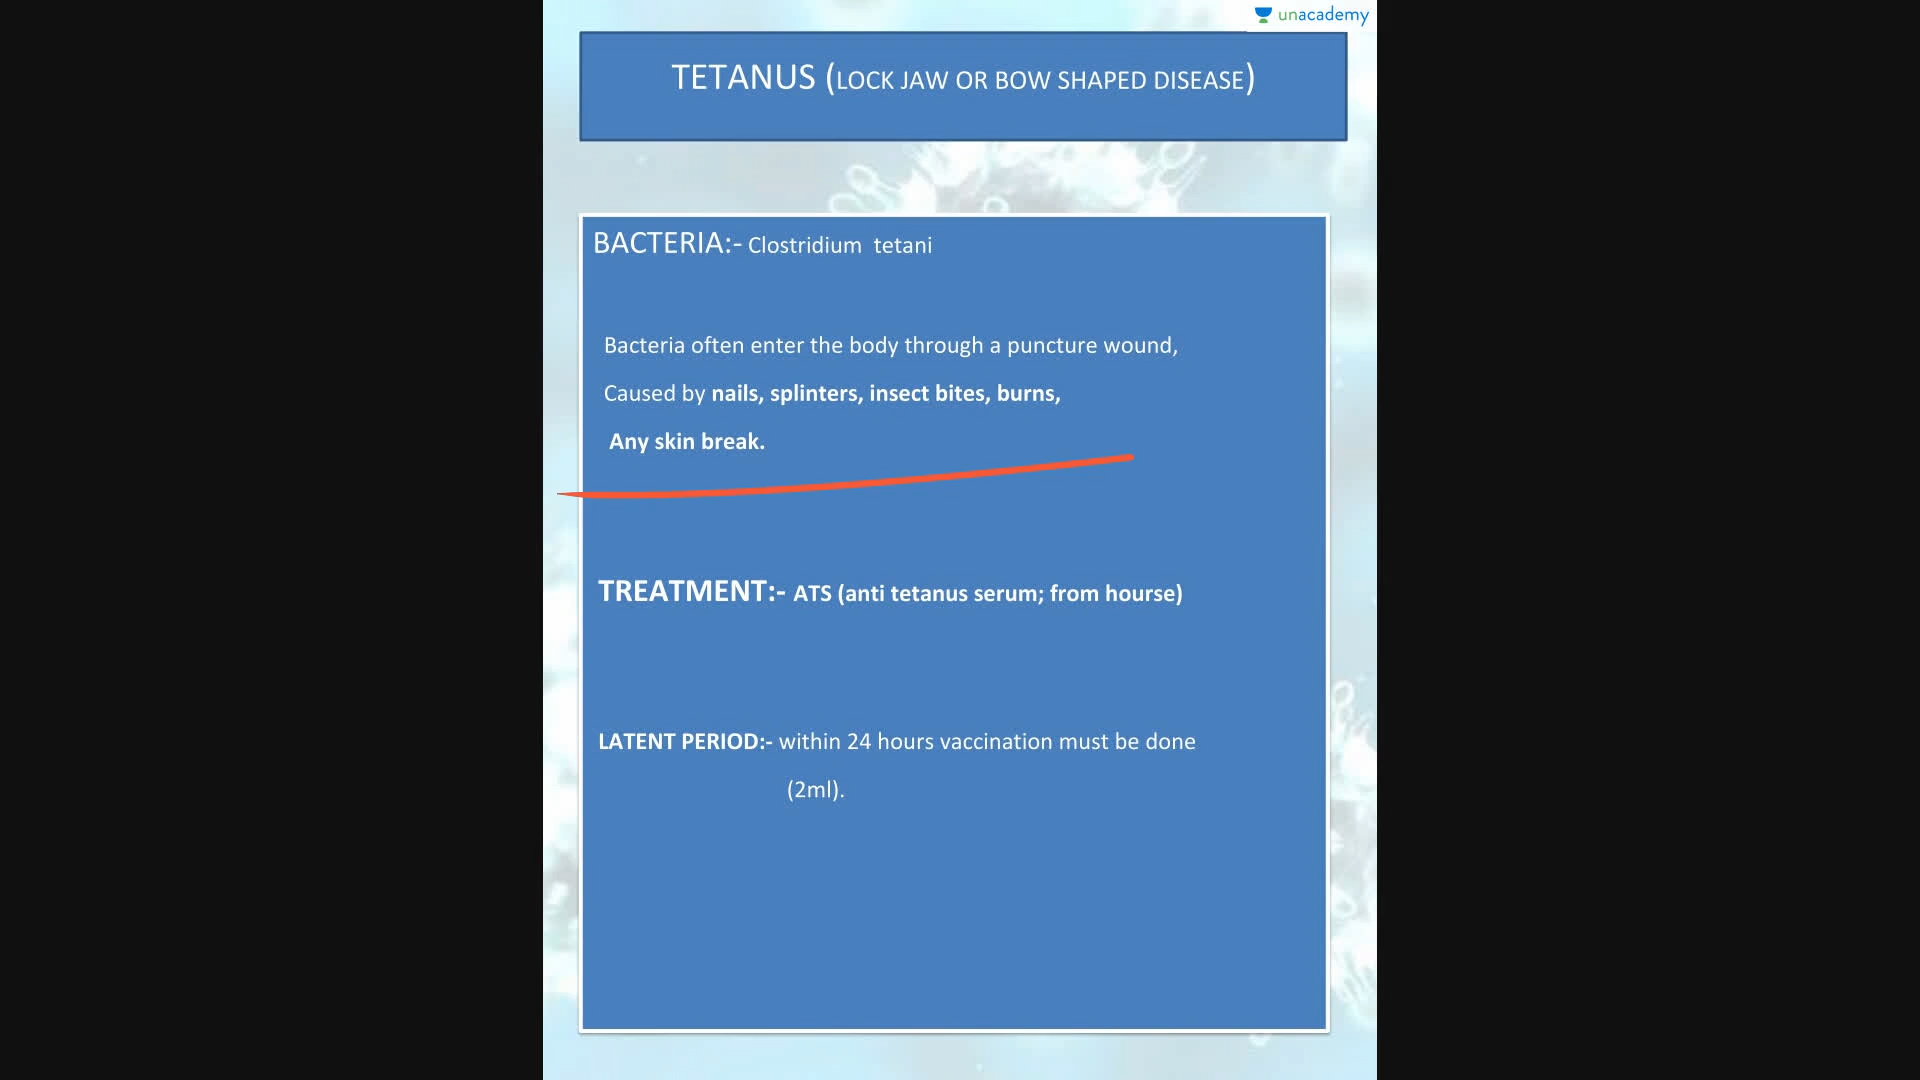 unacademy
TETANUS (LOCK JAW OR BOW SHAPED DISEASE)
BACTERIA:- Clostridium tetani
Bacteria often enter the body through a puncture wound,
Caused by nails, splinters, insect bites, burns,
Any skin break.
TREATMENT:- ATS (anti tetanus serum; from hourse)
LATENT PERIOD:- within 24 hours vaccination must be done
(2ml).